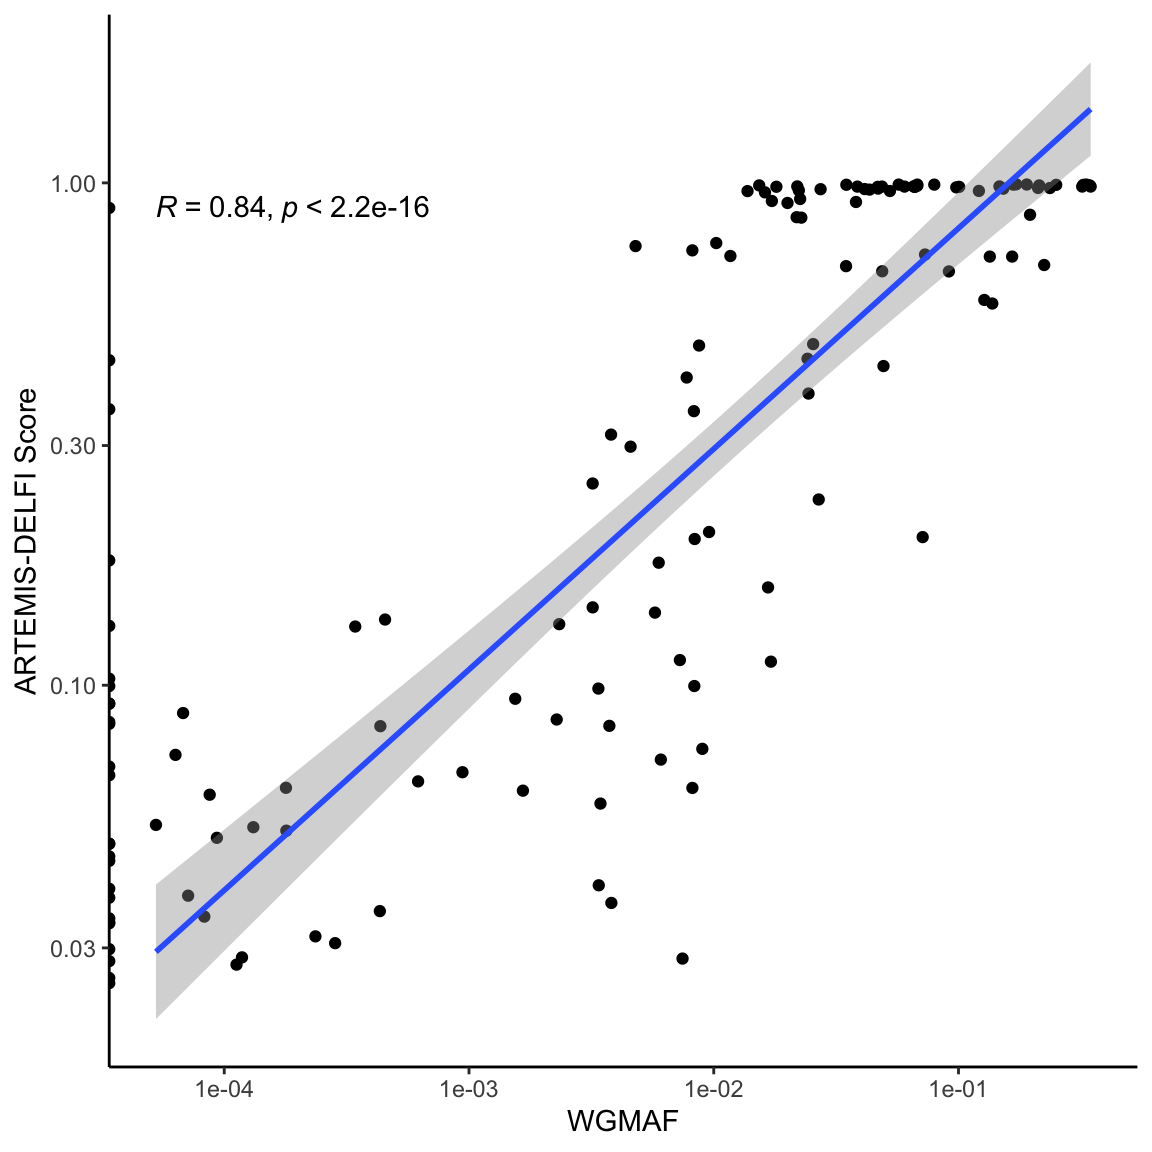 R = 0.84, p < 2.2e-16
ARTEMIS-DELFI Score
1.00
0.30
0.10
0.03
1e-04
1e-03
1e-02
1e-01
WGMAF